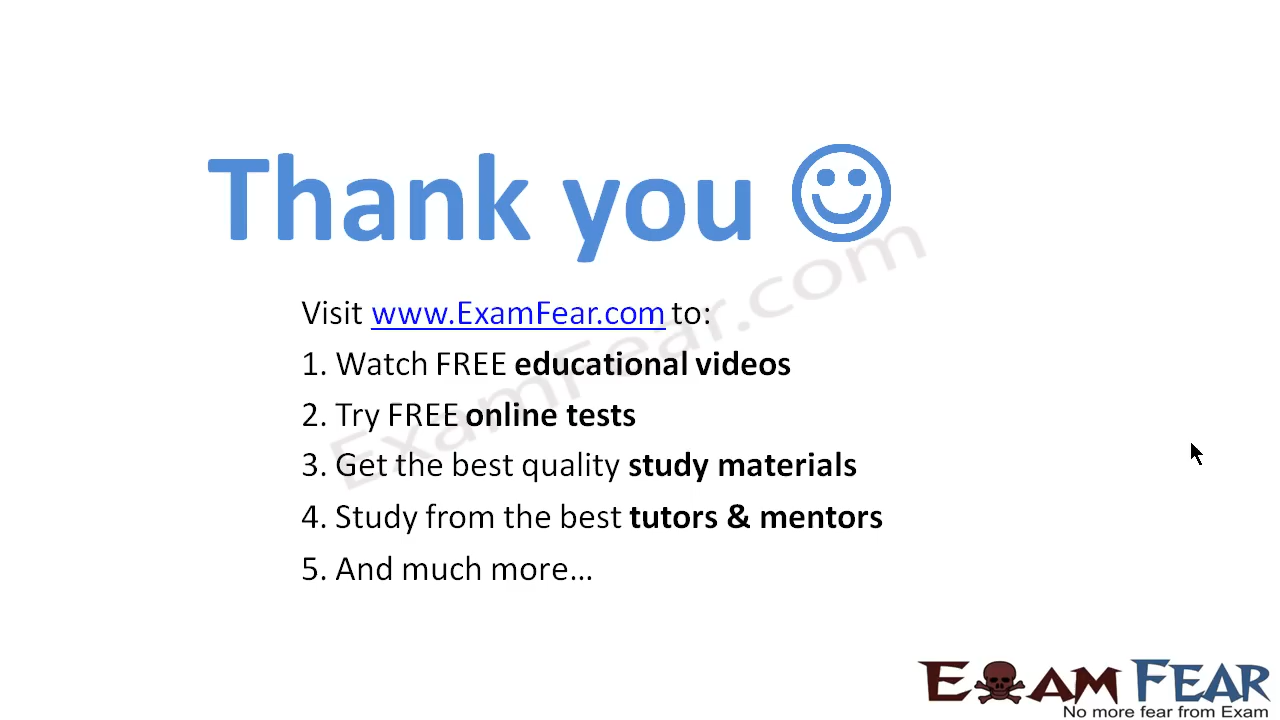 Thank you
Visit www.ExamFear.com to:
1. Watch FREE educational videos
2. Try FREE online tests
3. Get the best quality study materials
4. Study from the best tutors & mentors
5. And much more...
ExamFear.com
EXAM FEAR
No more fear from Exam